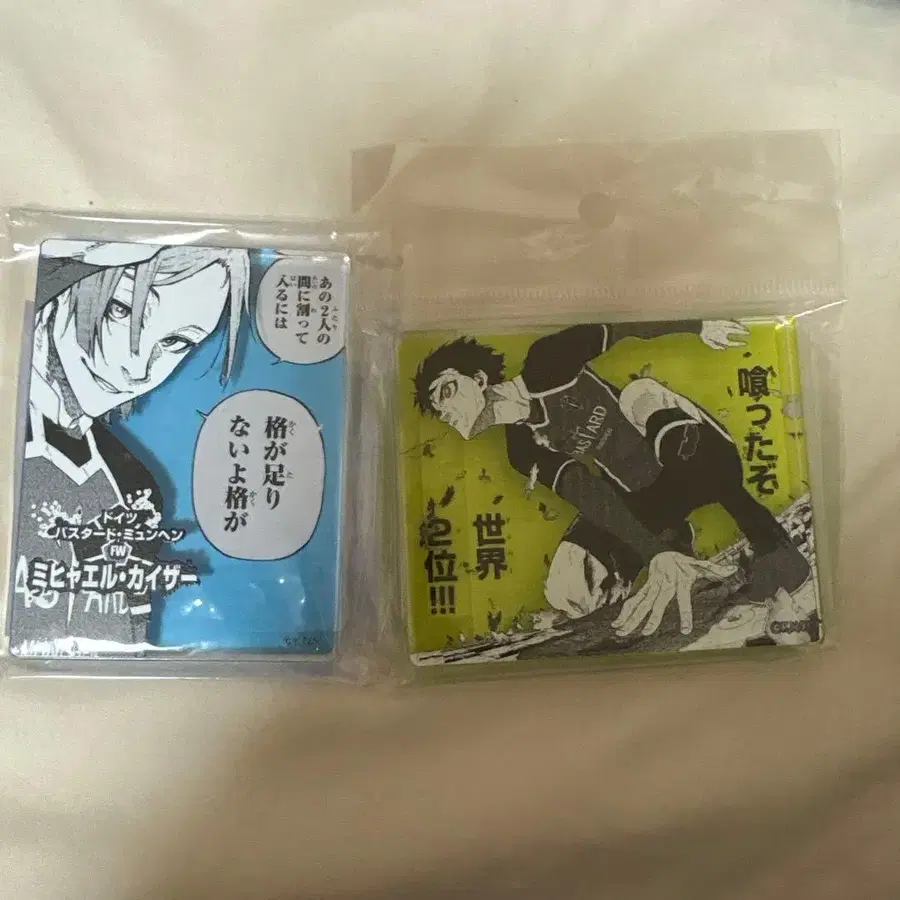 あの2人の
間に割って
入るには
格が足り
ないよ格が
ドイツ
バスタード・ミュンヘン
FW
ミヒャエル・カイザー
喰ったぞ
世界
2位!!!
BASTARD